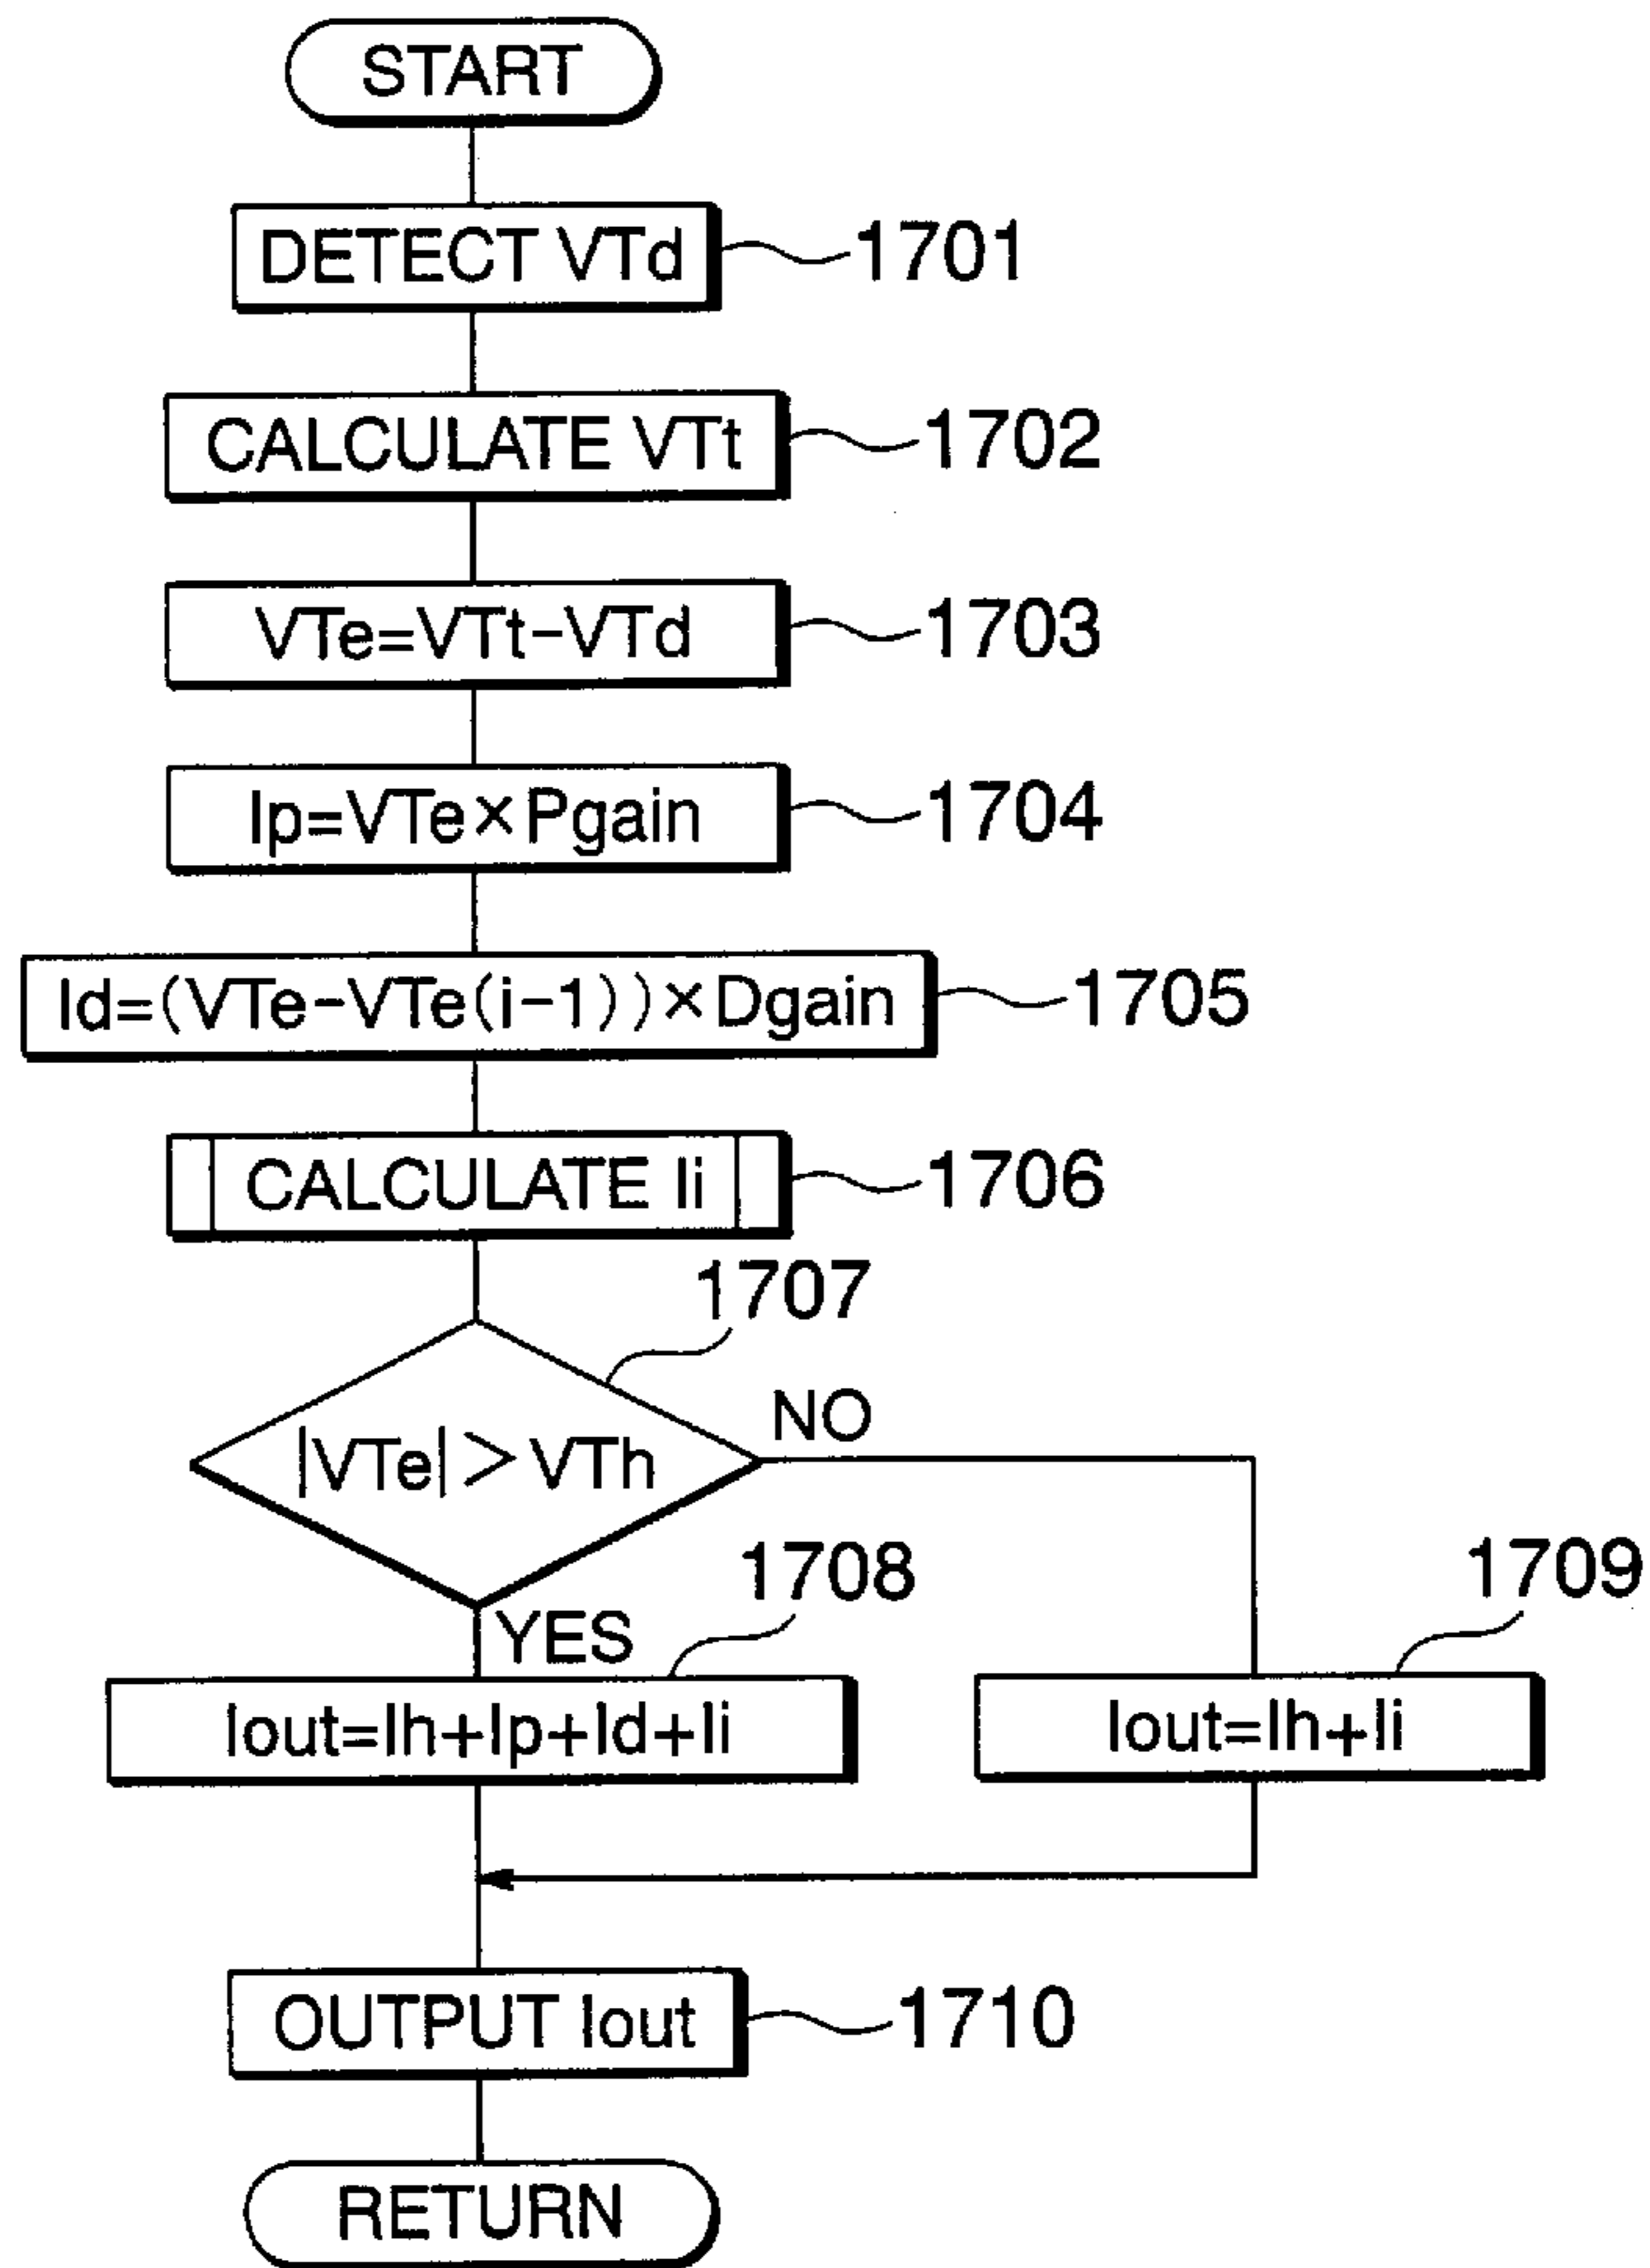 START
DETECT VTd
1701
CALCULATE VTt
1702
VTe=VTt-VTd
1703
Ip=VTe×Pgain
1704
Id=(VTe-VTe(i-1))×Dgain
1705
CALCULATE Ii
1706
1707
|VTe|>VTh
NO
YES
1708
1709
Iout=Ih+Ip+Id+Ii
Iout=Ih+Ii
OUTPUT Iout
1710
RETURN